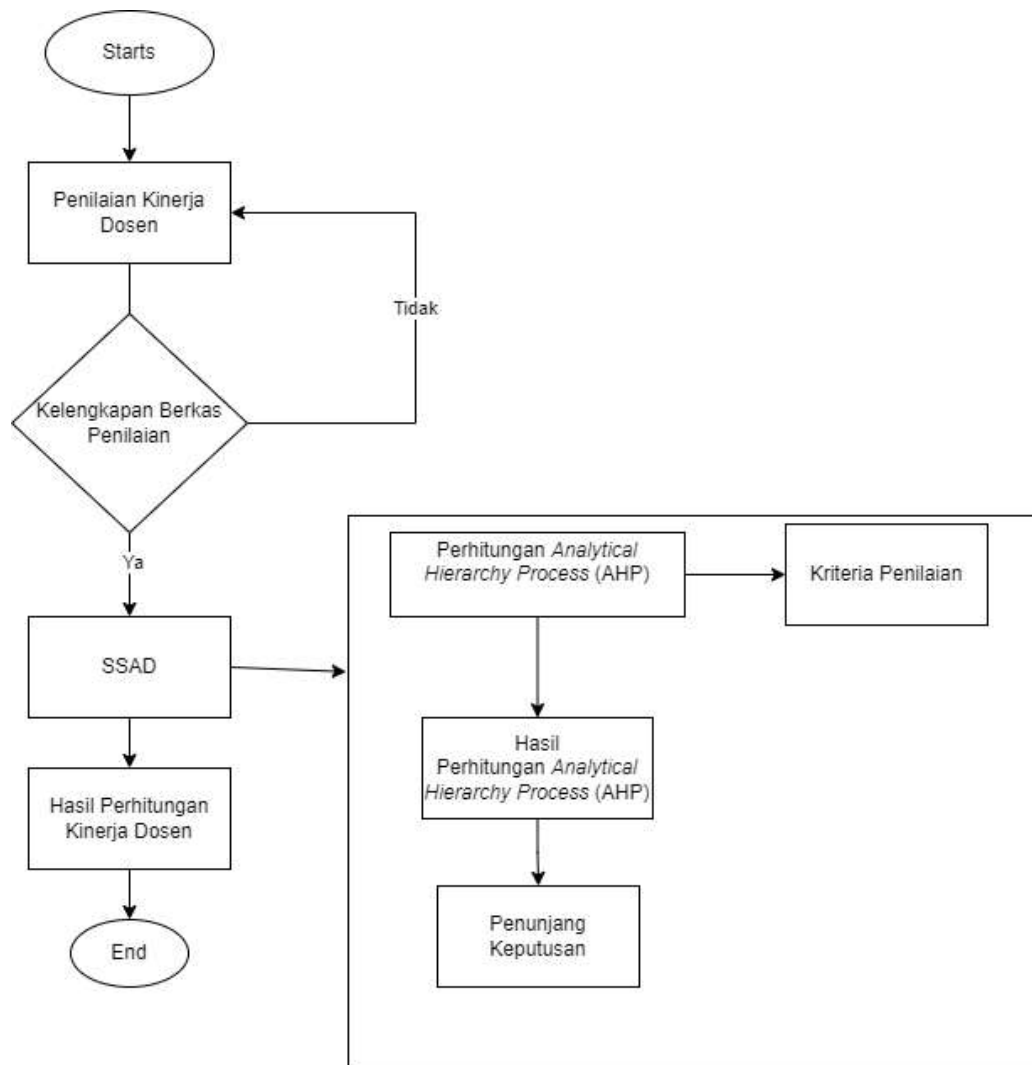 Starts
Penilaian Kinerja
Dosen
Tidak
Kelengkapan Berkas
Penilaian
Ya
SSAD
Hasil Perhitungan
Kinerja Dosen
End
Perhitungan Analytical
Hierarchy Process (AHP)
Kriteria Penilaian
Hasil
Perhitungan Analytical
Hierarchy Process (AHP)
Penunjang
Keputusan